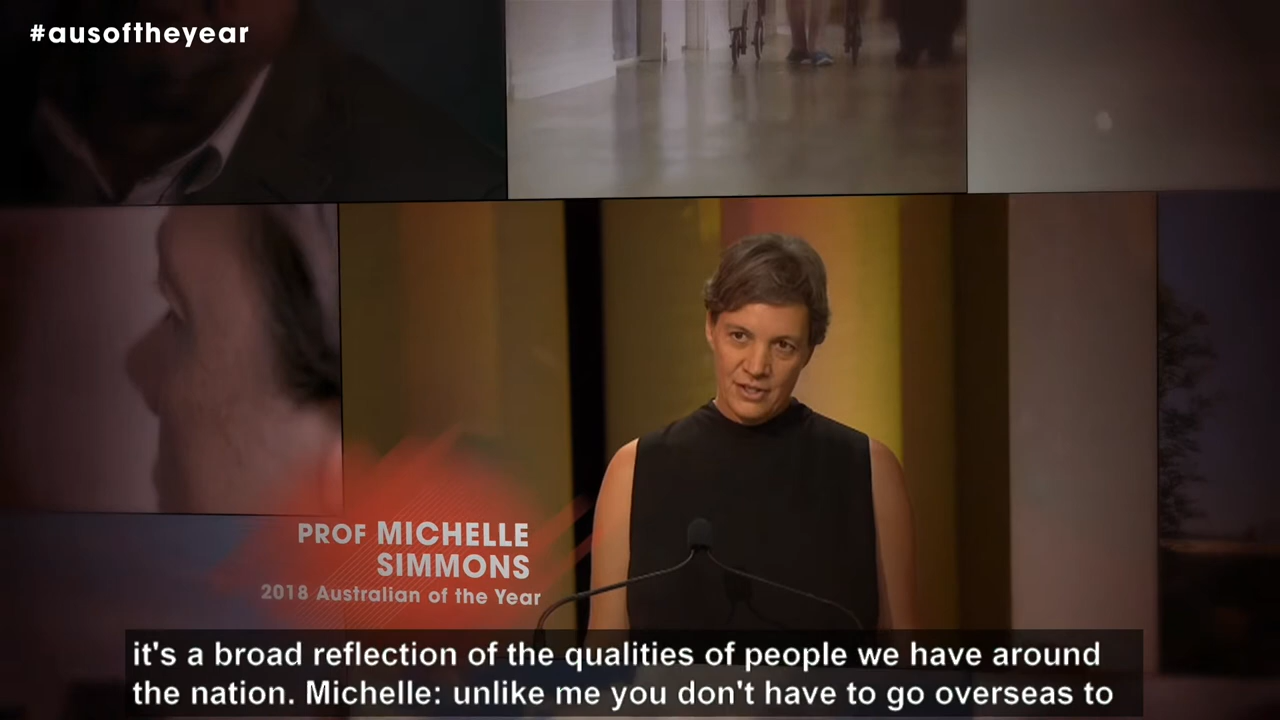 #ausoftheyear
PROF MICHELLE
SIMMONS
2018 Australian of the Year
it's a broad reflection of the qualities of people we have around
the nation. Michelle: unlike me you don't have to go overseas to